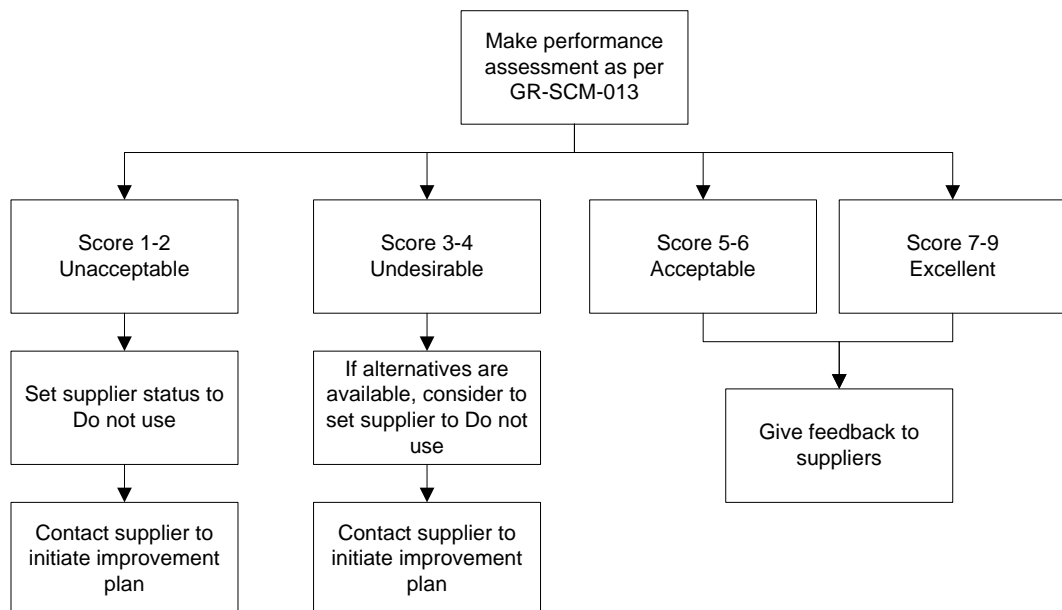 Make performance
assessment as per
GR-SCM-013
Score 1-2
Unacceptable
Score 3-4
Undesirable
Score 5-6
Acceptable
Score 7-9
Excellent
Set supplier status to
Do not use
If alternatives are
available, consider to
set supplier to Do not
use
Give feedback to
suppliers
Contact supplier to
initiate improvement
plan
Contact supplier to
initiate improvement
plan